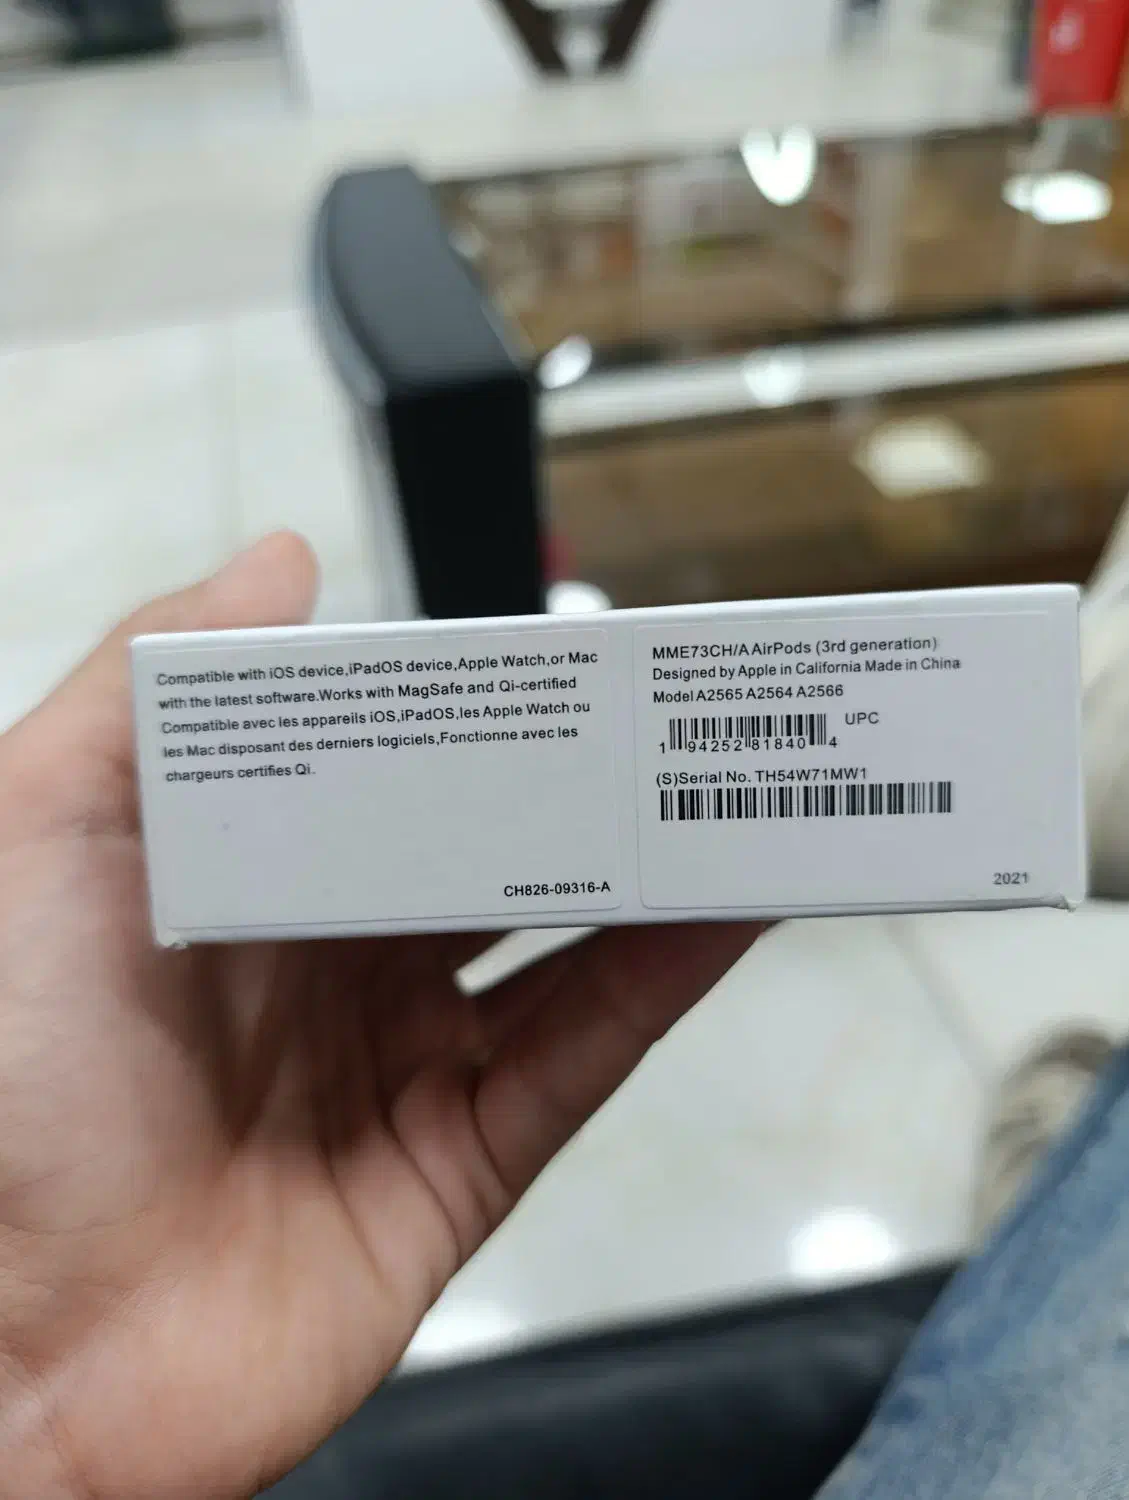 Compatible with iOS device,iPadOS device,Apple Watch,or Mac
with the latest software.Works with MagSafe and Qi-certified
Compatible avec les appareils iOS,iPadOS,les Apple Watch ou
les Mac disposant des derniers logiciels,Fonctionne avec les
chargeurs certifies Qi.
CH826-09316-A
MME73CH/A AirPods (3rd generation)
Designed by Apple in California Made in China
Model A2565 A2564 A2566
UPC
1 94252 81840 4
(S)Serial No. TH54W71MW1
2021